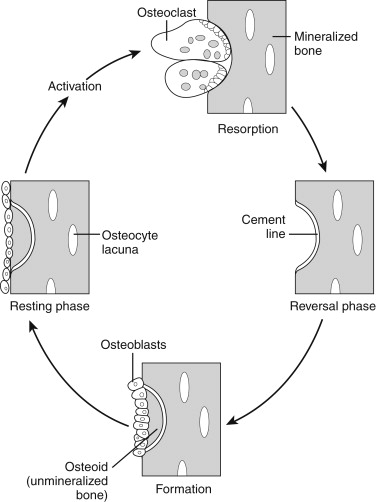 Osteoclast
Mineralized
bone
Activation
Resorption
Cement
line
Osteocyte
lacuna
Resting phase
Reversal phase
Osteoblasts
Osteoid
(unmineralized
bone)
Formation